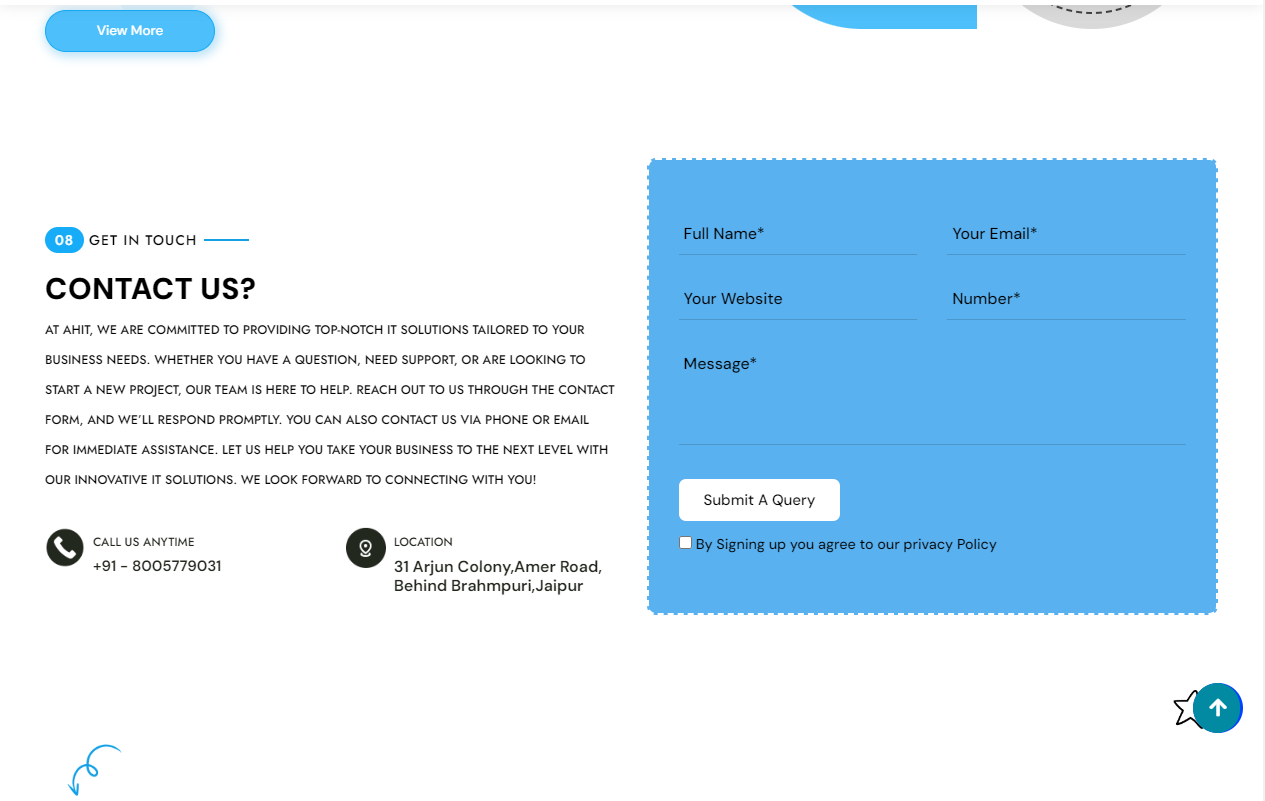 View More
08 GET IN TOUCH
CONTACT US?
AT AHIT, WE ARE COMMITTED TO PROVIDING TOP-NOTCH IT SOLUTIONS TAILORED TO YOUR
BUSINESS NEEDS. WHETHER YOU HAVE A QUESTION, NEED SUPPORT, OR ARE LOOKING TO
START A NEW PROJECT, OUR TEAM IS HERE TO HELP. REACH OUT TO US THROUGH THE CONTACT
FORM, AND WE'LL RESPOND PROMPTLY. YOU CAN ALSO CONTACT US VIA PHONE OR EMAIL
FOR IMMEDIATE ASSISTANCE. LET US HELP YOU TAKE YOUR BUSINESS TO THE NEXT LEVEL WITH
OUR INNOVATIVE IT SOLUTIONS. WE LOOK FORWARD TO CONNECTING WITH YOU!
CALL US ANYTIME
+91 - 8005779031
LOCATION
31 Arjun Colony,Amer Road,
Behind Brahmpuri,Jaipur
Full Name*
Your Email*
Your Website
Number*
Message*
Submit A Query
By Signing up you agree to our privacy Policy